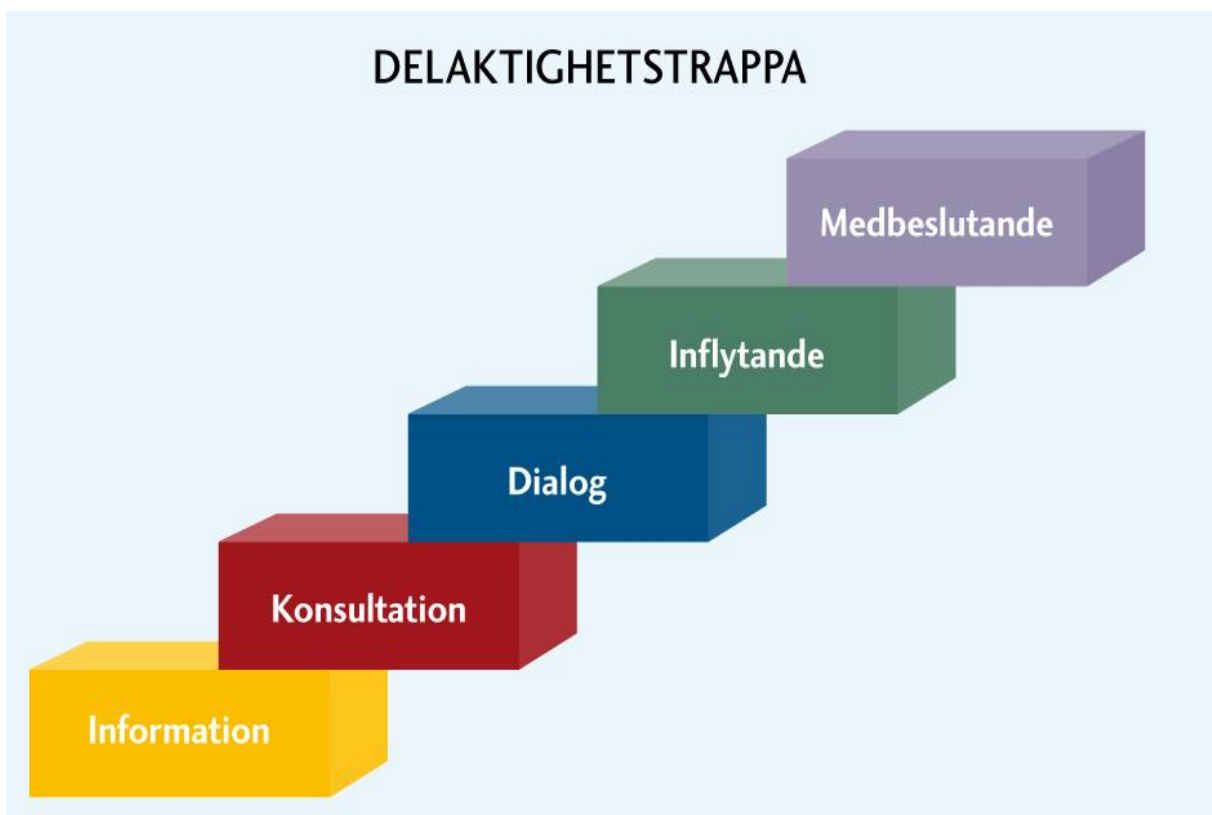 DELAKTIGHETSTRAPPA
Medbeslutande
Inflytande
Dialog
Konsultation
Information